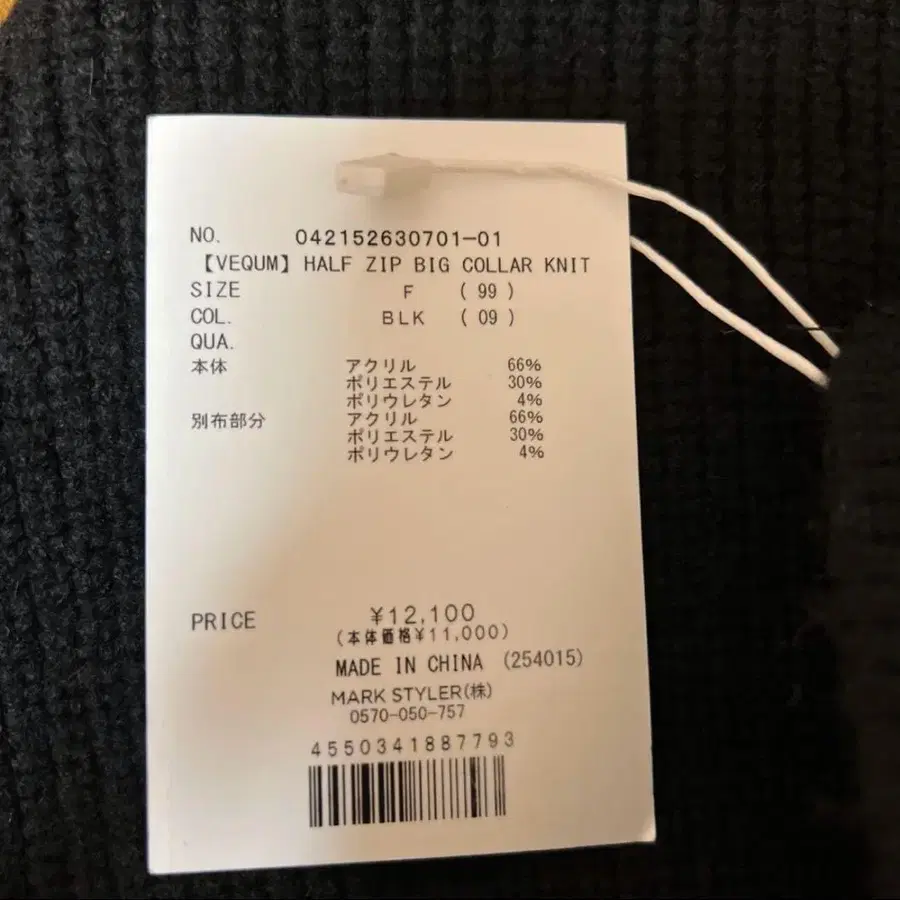 NO. 042152630701-01
【VEQUM】HALF ZIP BIG COLLAR KNIT
SIZE F ( 99 )
COL. BLK ( 09 )
QUA.
本体 アクリル 66%
ポリエステル 30%
ポリウレタン 4%
別布部分 アクリル 66%
ポリエステル 30%
ポリウレタン 4%
PRICE ¥12,100
(本体価格¥11,000)
MADE IN CHINA (254015)
MARK STYLER(株)
0570-050-757
4550341887793